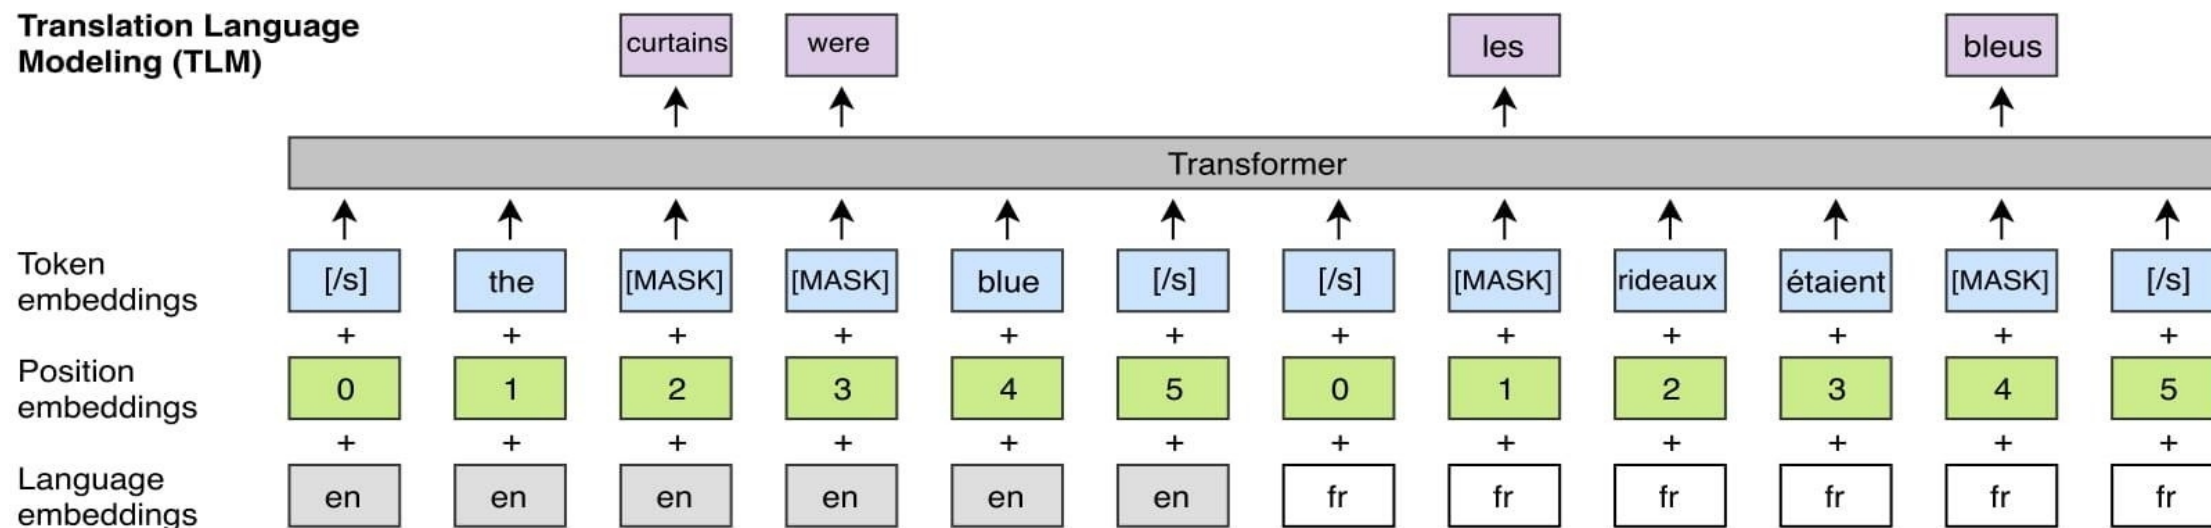 Translation Language
Modeling (TLM)
curtains were les bleus
Transformer
Token
embeddings
[/s] the [MASK] [MASK] blue [/s] [/s] [MASK] rideaux étaient [MASK] [/s]
+ + + + + + + + + + + +
Position
embeddings
0 1 2 3 4 5 0 1 2 3 4 5
+ + + + + + + + + + + +
Language
embeddings
en en en en en en fr fr fr fr fr fr